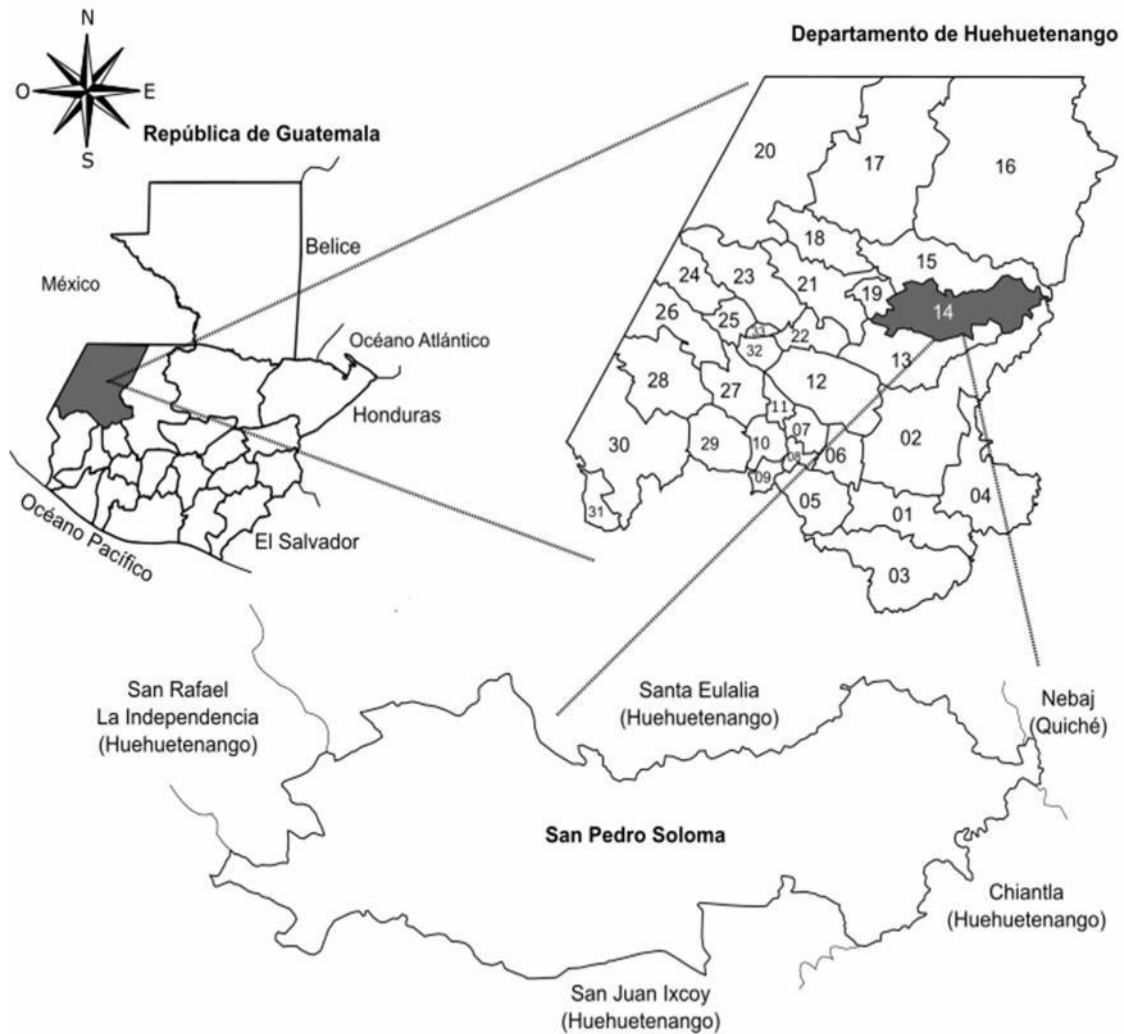 N
O
E
S
República de Guatemala
México
Belice
Océano Atlántico
Honduras
El Salvador
Océano Pacífico
Departamento de Huehuetenango
20
17
16
18
15
24
23
21
19
14
26
25
33
22
32
13
28
27
12
11
30
29
10
07
02
08
06
09
31
05
01
04
03
San Rafael
La Independencia
(Huehuetenango)
Santa Eulalia
(Huehuetenango)
Nebaj
(Quiché)
San Pedro Soloma
Chiantla
(Huehuetenango)
San Juan Ixcoy
(Huehuetenango)